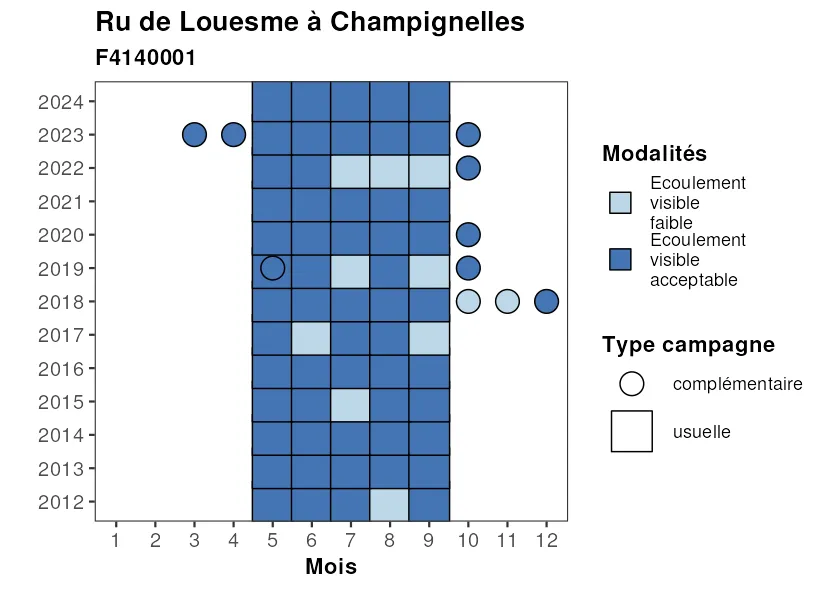 Ru de Louesme à Champignelles
F4140001
2024
2023
2022
2021
2020
2019
2018
2017
2016
2015
2014
2013
2012
1 2 3 4 5 6 7 8 9 10 11 12
Mois
Modalités
Ecoulement
visible
faible
Ecoulement
visible
acceptable
Type campagne
complémentaire
usuelle